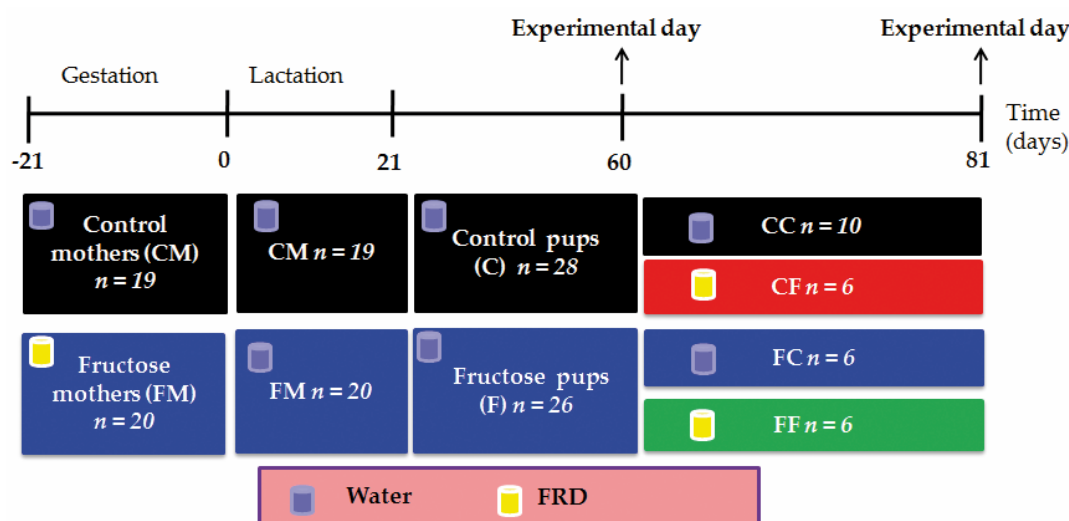 Experimental day
Experimental day
Gestation
Lactation
Time
(days)
-21
0
21
60
81
Control
mothers (CM)
n = 19
CM n = 19
Control pups
(C) n = 28
CC n = 10
CF n = 6
Fructose
mothers (FM)
n = 20
FM n = 20
Fructose pups
(F) n = 26
FC n = 6
FF n = 6
Water
FRD